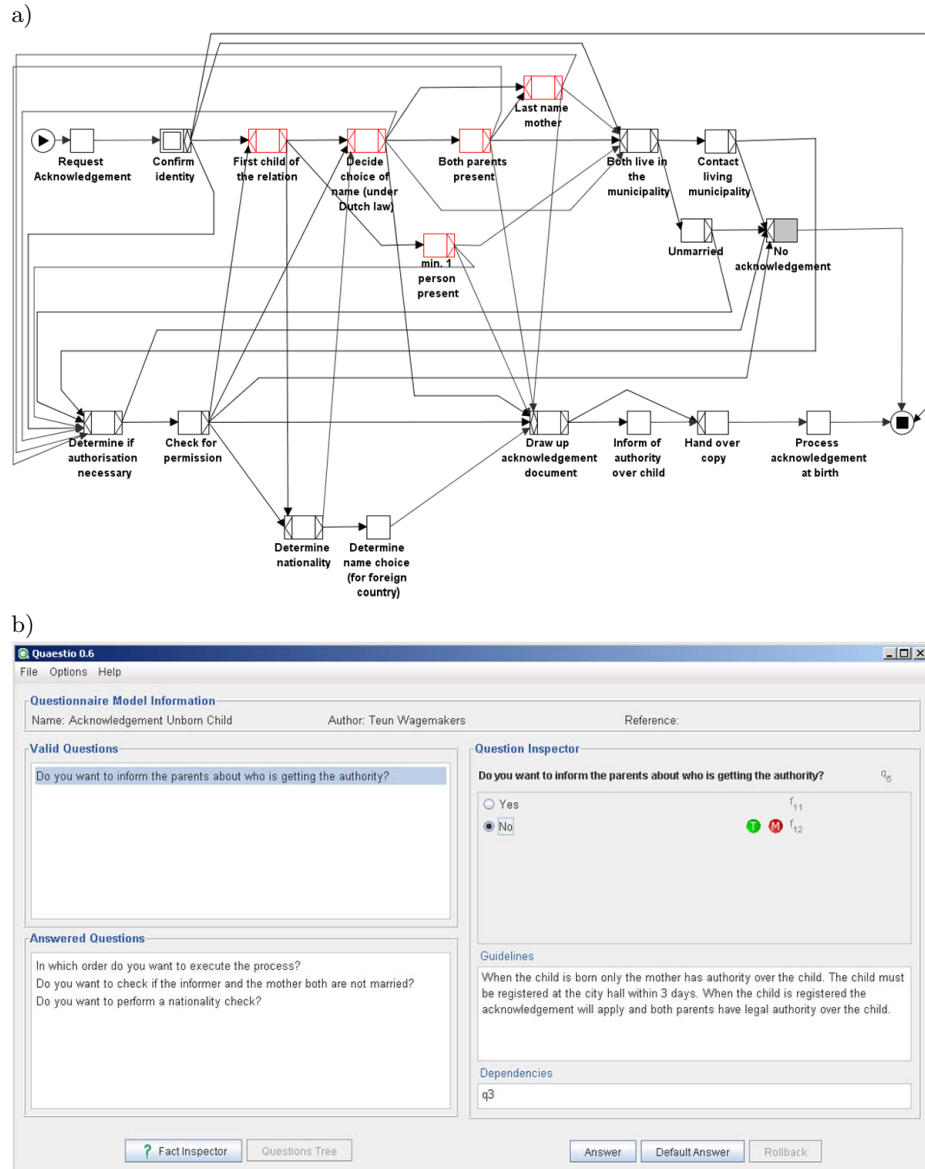 a)
Request
Acknowledgement
Confirm
identity
First child of
the relation
Decide
choice of
name (under
Dutch law)
Both parents
present
Last name
mother
min. 1
person
present
Both live in
the
municipality
Contact
living
municipality
Unmarried
No
acknowledgement
Determine if
authorisation
necessary
Check for
permission
Draw up
acknowledgement
document
Inform of
authority
over child
Hand over
copy
Process
acknowledgement
at birth
Determine
nationality
Determine
name choice
(for foreign
country)
b)
Quaestio 0.6
File Options Help
Questionnaire Model Information
Name: Acknowledgement Unborn Child Author: Teun Wagemakers Reference:
Valid Questions
Do you want to inform the parents about who is getting the authority?
Answered Questions
In which order do you want to execute the process?
Do you want to check if the informer and the mother both are not married?
Do you want to perform a nationality check?
? Fact Inspector Questions Tree
Question Inspector
Do you want to inform the parents about who is getting the authority?
Yes f11
No T M f12
Guidelines
When the child is born only the mother has authority over the child. The child must
be registered at the city hall within 3 days. When the child is registered the
acknowledgement will apply and both parents have legal authority over the child.
Dependencies
q3
Answer Default Answer Rollback